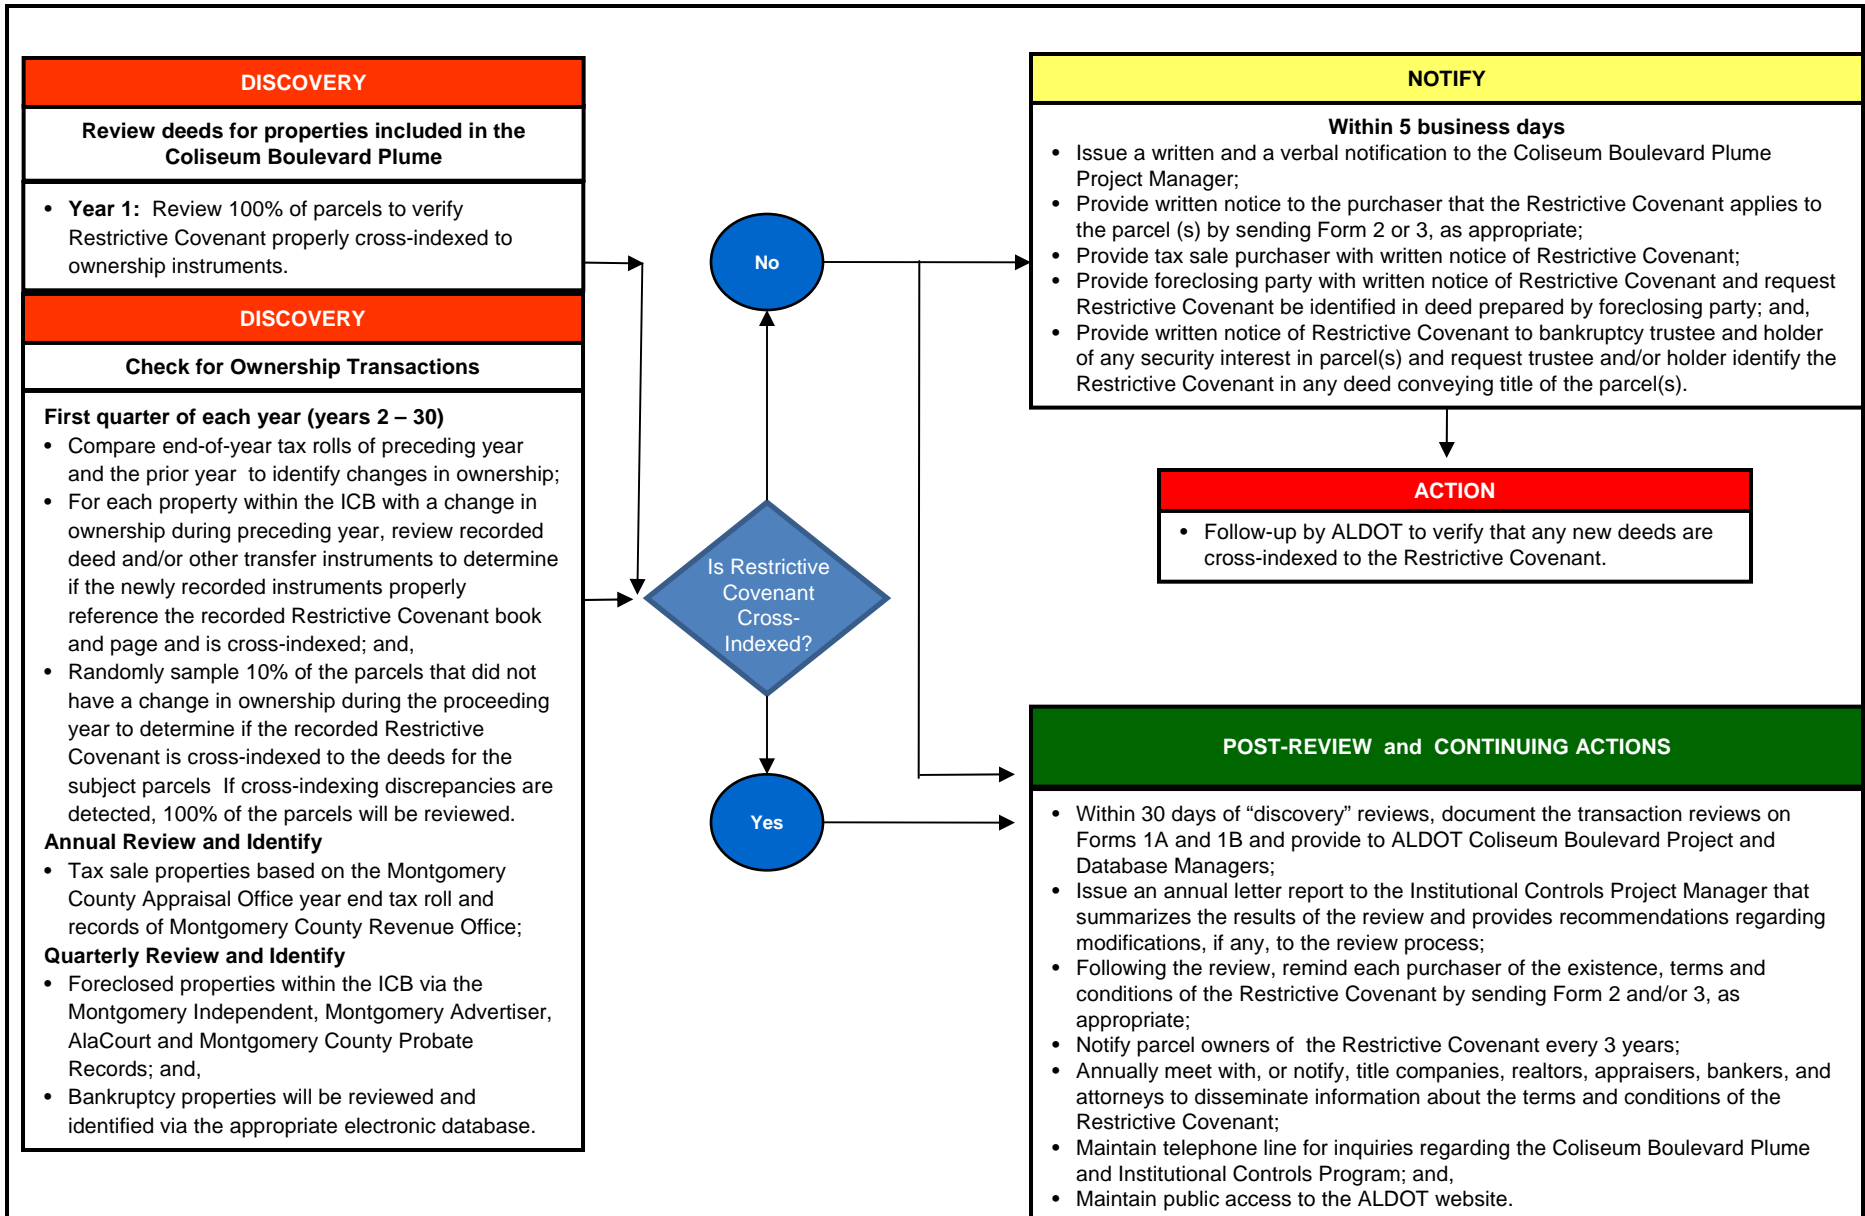 DISCOVERY
Review deeds for properties included in the
Coliseum Boulevard Plume
• Year 1: Review 100% of parcels to verify
Restrictive Covenant properly cross-indexed to
ownership instruments.
DISCOVERY
Check for Ownership Transactions
First quarter of each year (years 2 – 30)
• Compare end-of-year tax rolls of preceding year
and the prior year to identify changes in ownership;
• For each property within the ICB with a change in
ownership during preceding year, review recorded
deed and/or other transfer instruments to determine
if the newly recorded instruments properly
reference the recorded Restrictive Covenant book
and page and is cross-indexed; and,
• Randomly sample 10% of the parcels that did not
have a change in ownership during the proceeding
year to determine if the recorded Restrictive
Covenant is cross-indexed to the deeds for the
subject parcels If cross-indexing discrepancies are
detected, 100% of the parcels will be reviewed.
Annual Review and Identify
• Tax sale properties based on the Montgomery
County Appraisal Office year end tax roll and
records of Montgomery County Revenue Office;
Quarterly Review and Identify
• Foreclosed properties within the ICB via the
Montgomery Independent, Montgomery Advertiser,
AlaCourt and Montgomery County Probate
Records; and,
• Bankruptcy properties will be reviewed and
identified via the appropriate electronic database.
No
Is Restrictive
Covenant
Cross-
Indexed?
Yes
NOTIFY
Within 5 business days
• Issue a written and a verbal notification to the Coliseum Boulevard Plume
Project Manager;
• Provide written notice to the purchaser that the Restrictive Covenant applies to
the parcel (s) by sending Form 2 or 3, as appropriate;
• Provide tax sale purchaser with written notice of Restrictive Covenant;
• Provide foreclosing party with written notice of Restrictive Covenant and request
Restrictive Covenant be identified in deed prepared by foreclosing party; and,
• Provide written notice of Restrictive Covenant to bankruptcy trustee and holder
of any security interest in parcel(s) and request trustee and/or holder identify the
Restrictive Covenant in any deed conveying title of the parcel(s).
ACTION
• Follow-up by ALDOT to verify that any new deeds are
cross-indexed to the Restrictive Covenant.
POST-REVIEW and CONTINUING ACTIONS
• Within 30 days of “discovery” reviews, document the transaction reviews on
Forms 1A and 1B and provide to ALDOT Coliseum Boulevard Project and
Database Managers;
• Issue an annual letter report to the Institutional Controls Project Manager that
summarizes the results of the review and provides recommendations regarding
modifications, if any, to the review process;
• Following the review, remind each purchaser of the existence, terms and
conditions of the Restrictive Covenant by sending Form 2 and/or 3, as
appropriate;
• Notify parcel owners of the Restrictive Covenant every 3 years;
• Annually meet with, or notify, title companies, realtors, appraisers, bankers, and
attorneys to disseminate information about the terms and conditions of the
Restrictive Covenant;
• Maintain telephone line for inquiries regarding the Coliseum Boulevard Plume
and Institutional Controls Program; and,
• Maintain public access to the ALDOT website.